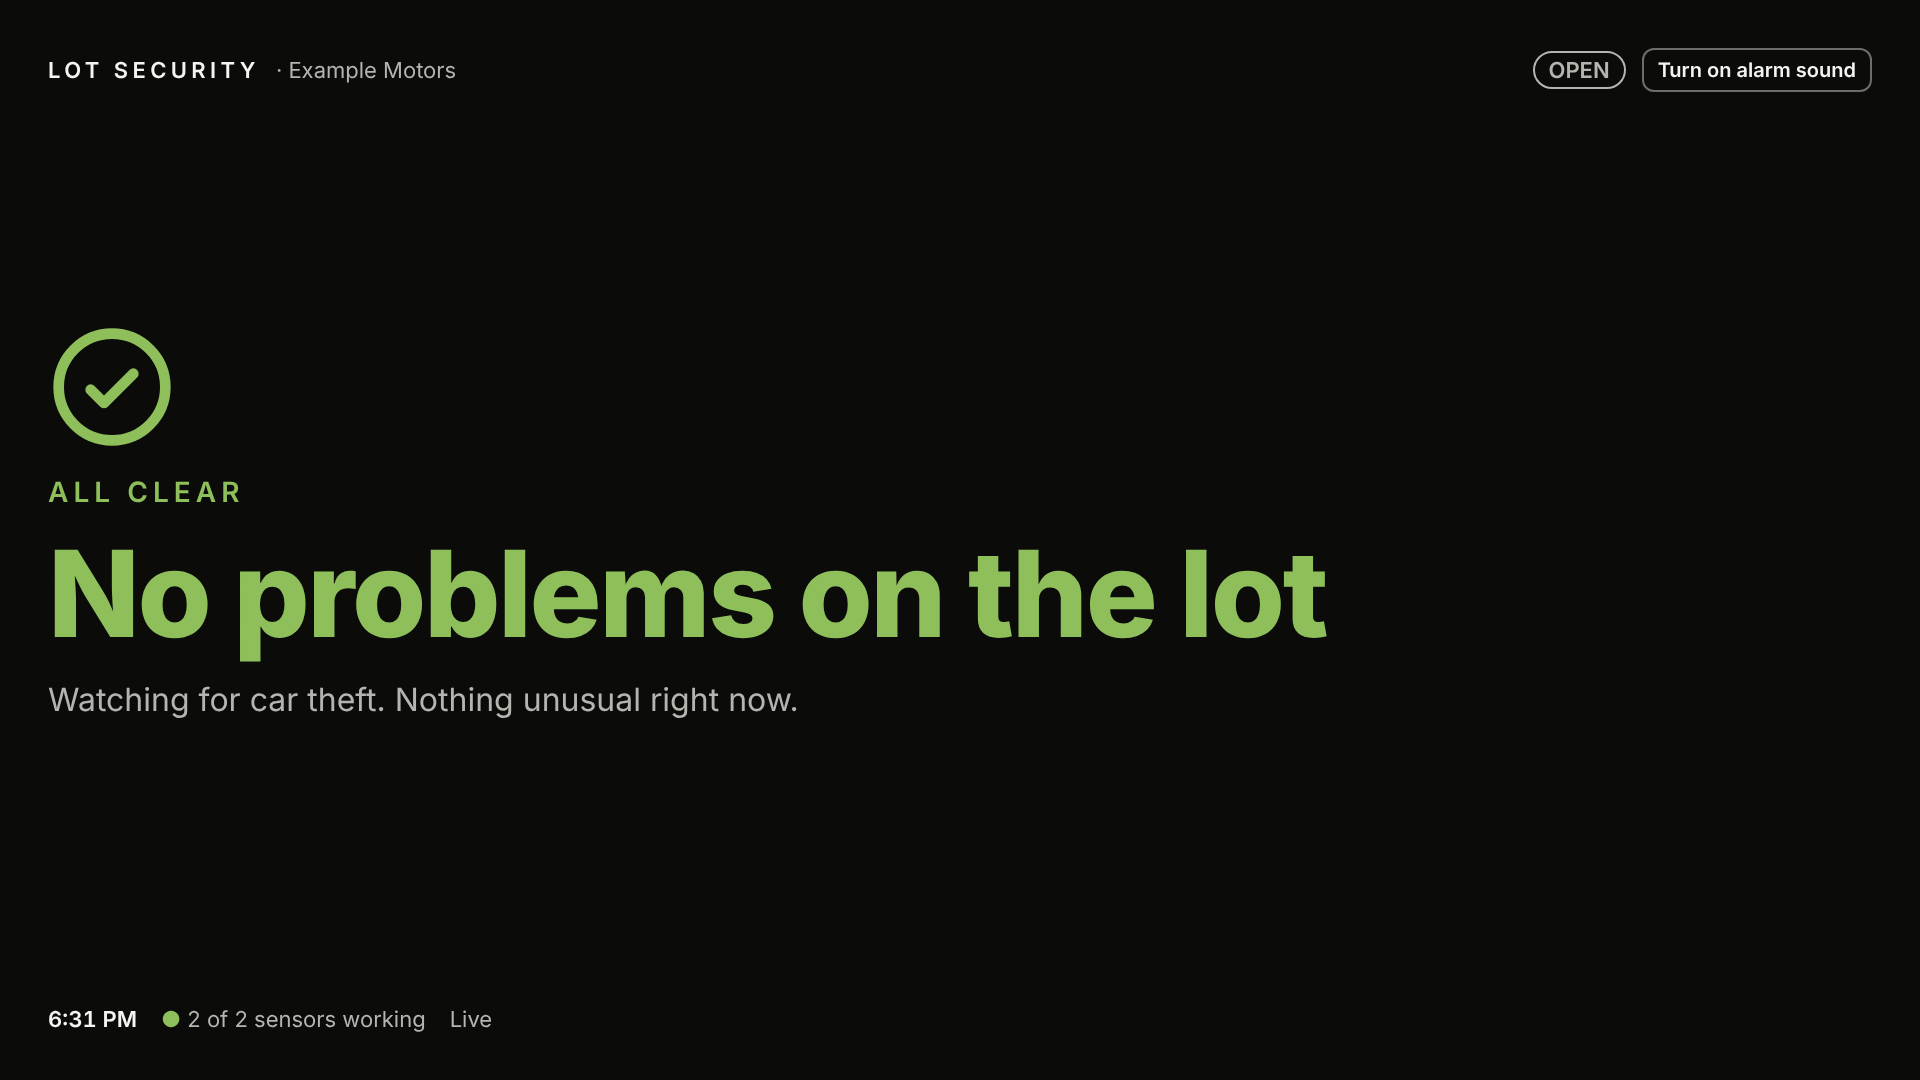 LOT SECURITY · Example Motors
OPEN
Turn on alarm sound
ALL CLEAR
No problems on the lot
Watching for car theft. Nothing unusual right now.
6:31 PM 2 of 2 sensors working Live